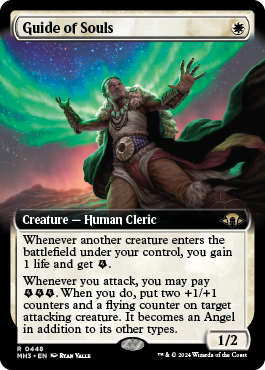 Guide of Souls
Creature — Human Cleric
Whenever another creature enters the
battlefield under your control, you gain
1 life and get .
Whenever you attack, you may pay
. When you do, put two +1/+1
counters and a flying counter on target
attacking creature. It becomes an Angel
in addition to its other types.
1/2
R 0446
MH3 • EN Ryan Valle
™ & © 2024 Wizards of the Coast